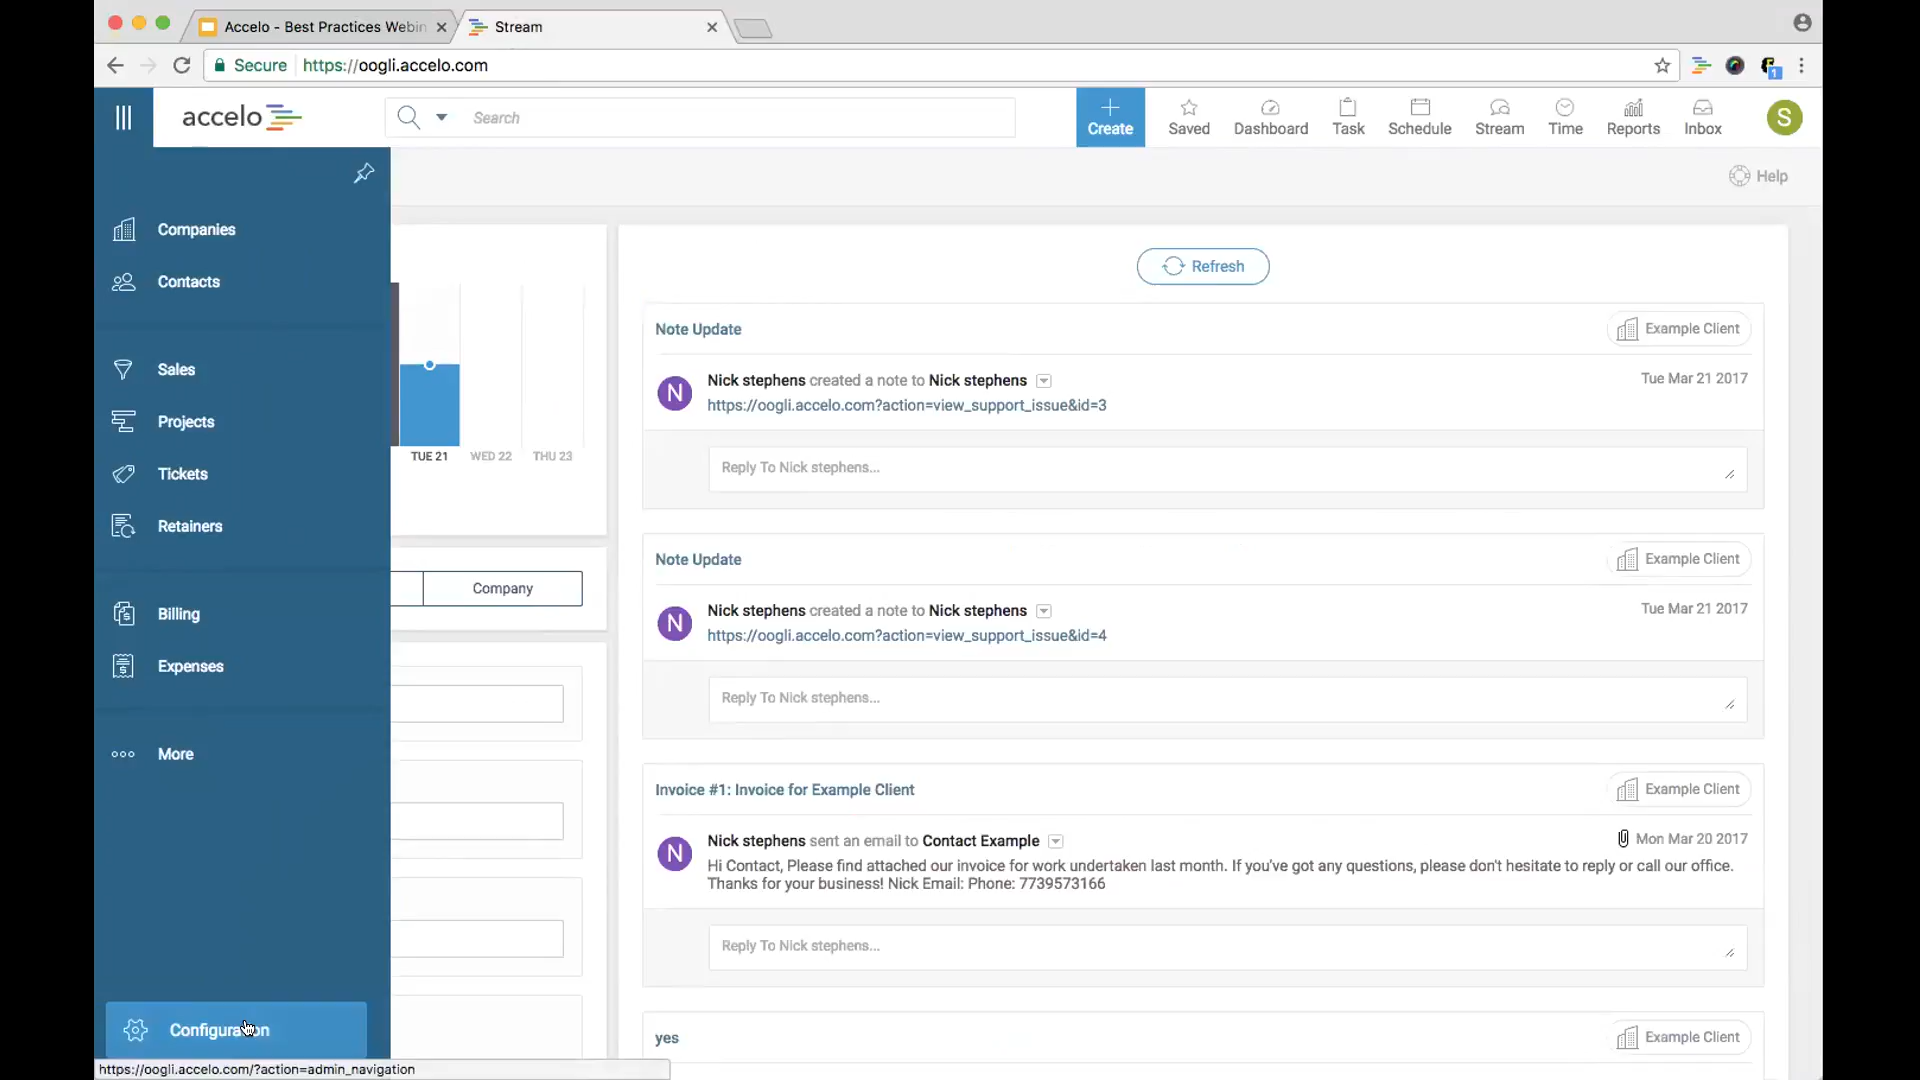 Accelo - Best Practices Webin
Stream
Secure https://oogli.accelo.com
1
accelo
Search
Create
Saved
Dashboard
Task
Schedule
Stream
Time
Reports
Inbox
S
Help
Companies
Contacts
Sales
Projects
Tickets
Retainers
Billing
Expenses
More
Configuration
https://oogli.accelo.com/?action=admin_navigation
TUE 21
WED 22
THU 23
Company
Refresh
Note Update
Example Client
N
Nick stephens created a note to Nick stephens
Tue Mar 21 2017
https://oogli.accelo.com?action=view_support_issue&id=3
Reply To Nick stephens...
Note Update
Example Client
N
Nick stephens created a note to Nick stephens
Tue Mar 21 2017
https://oogli.accelo.com?action=view_support_issue&id=4
Reply To Nick stephens...
Invoice #1: Invoice for Example Client
Example Client
N
Nick stephens sent an email to Contact Example
Mon Mar 20 2017
Hi Contact, Please find attached our invoice for work undertaken last month. If you've got any questions, please don't hesitate to reply or call our office.
Thanks for your business! Nick Email: Phone: 7739573166
Reply To Nick stephens...
yes
Example Client